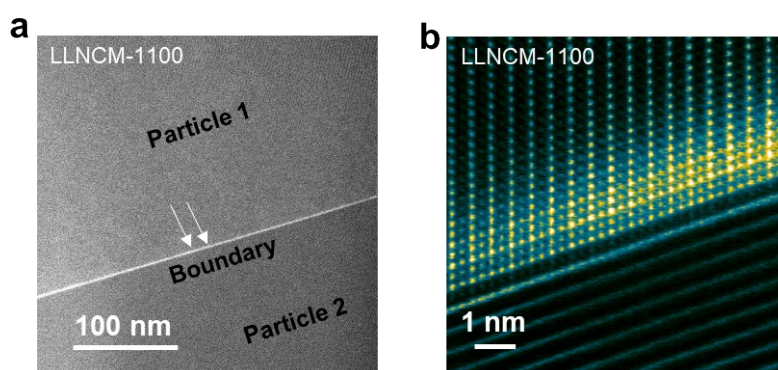 a
LLNCM-1100
Particle 1
Boundary
Particle 2
100 nm
b
LLNCM-1100
1 nm